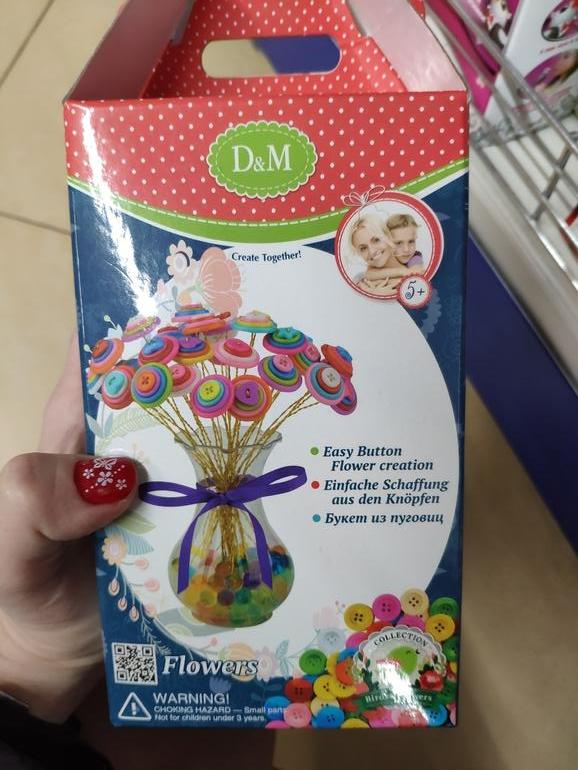 D&M
Create Together!
5+
Easy Button
Flower creation
Einfache Schaffung
aus den Knöpfen
Букет из пуговиц
COLLECTION
Flowers
WARNING!
CHOKING HAZARD — Small parts
Not for children under 3 years.